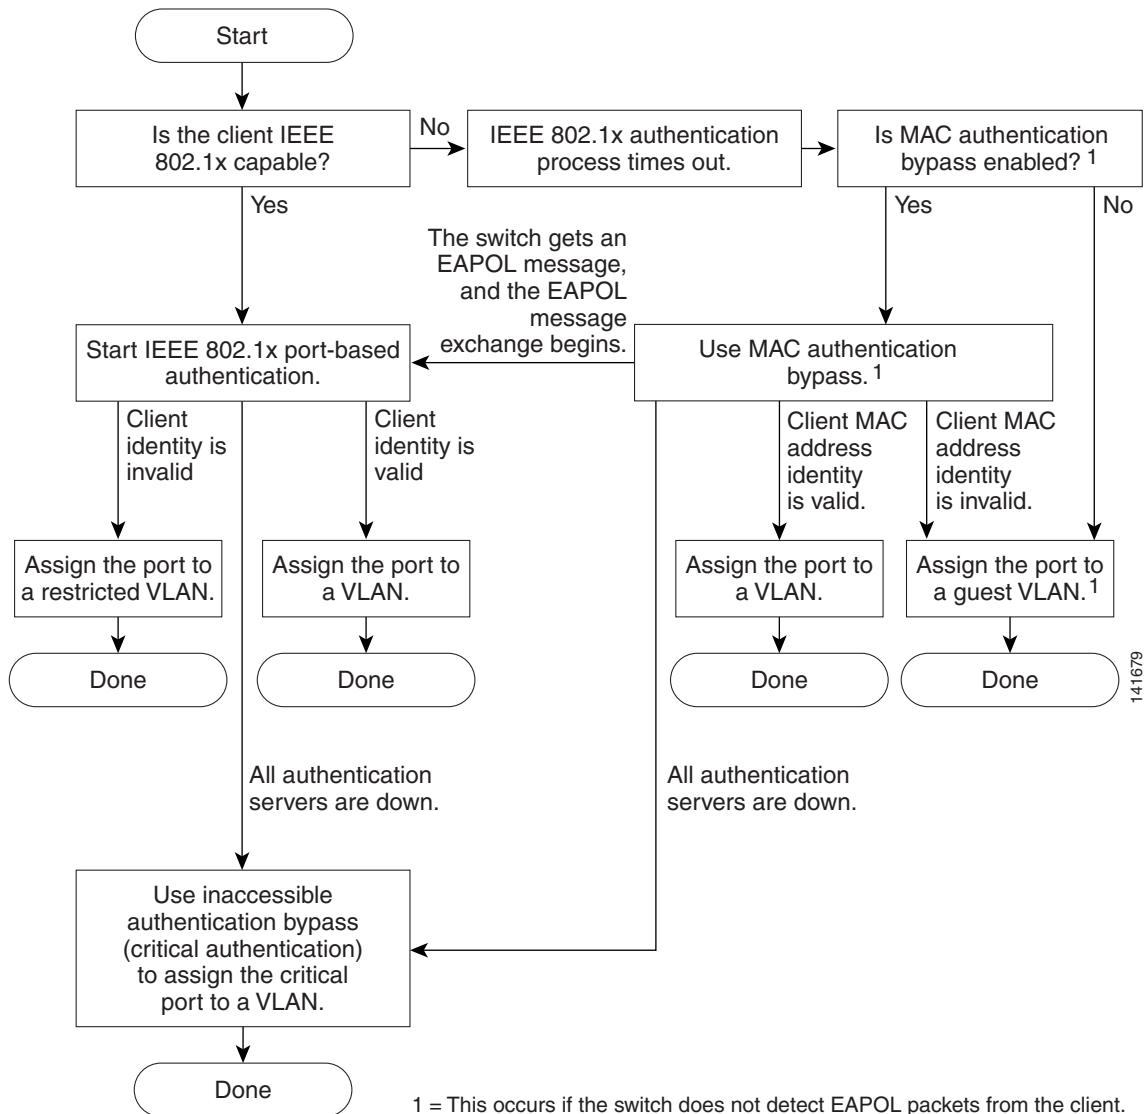 Start
Is the client IEEE
802.1x capable?
No
IEEE 802.1x authentication
process times out.
Is MAC authentication
bypass enabled? 1
Yes
Yes
No
The switch gets an
EAPOL message,
and the EAPOL
message
exchange begins.
Start IEEE 802.1x port-based
authentication.
Use MAC authentication
bypass. 1
Client
identity is
invalid
Client
identity is
valid
Client MAC
address
identity
is valid.
Client MAC
address
identity
is invalid.
Assign the port to
a restricted VLAN.
Assign the port to
a VLAN.
Assign the port to
a VLAN.
Assign the port to
a guest VLAN. 1
Done
Done
Done
Done
141679
All authentication
servers are down.
All authentication
servers are down.
Use inaccessible
authentication bypass
(critical authentication)
to assign the critical
port to a VLAN.
Done
1 = This occurs if the switch does not detect EAPOL packets from the client.